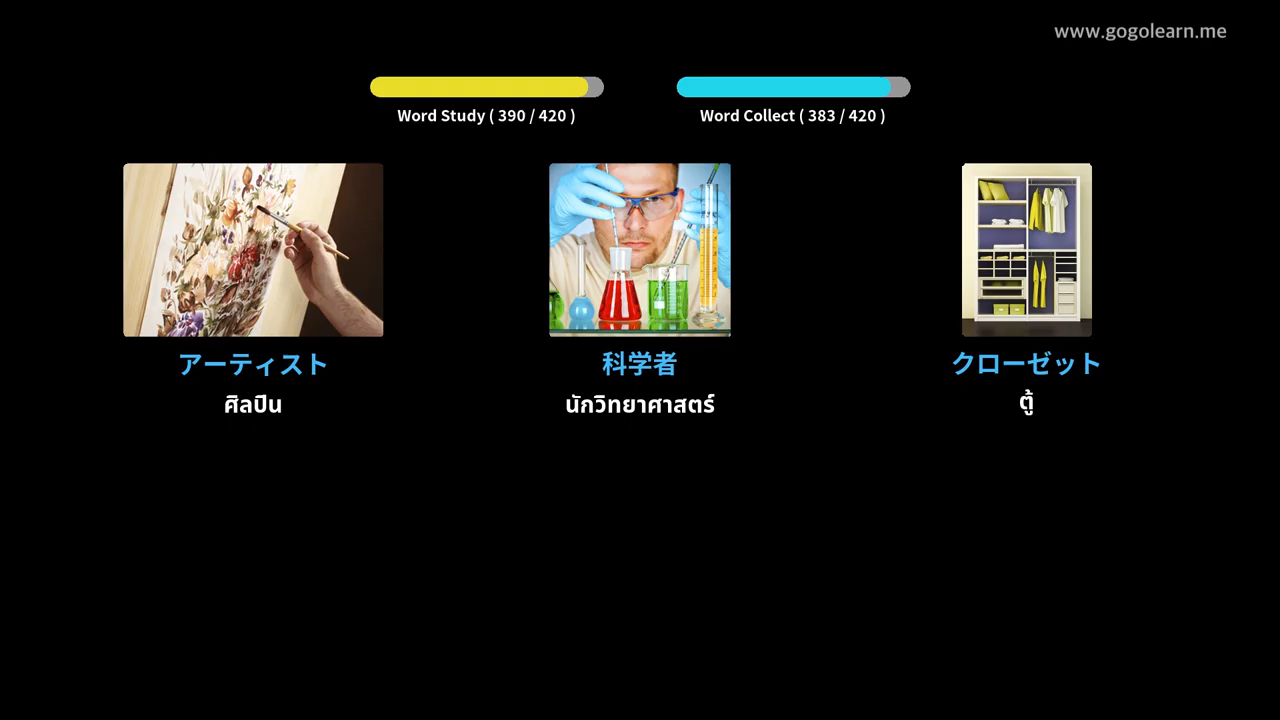 www.gogolearn.me
Word Study ( 390 / 420 )
Word Collect ( 383 / 420 )
アーティスト
科学者
クローゼット
ศิลปิน
นักวิทยาศาสตร์
ตู้